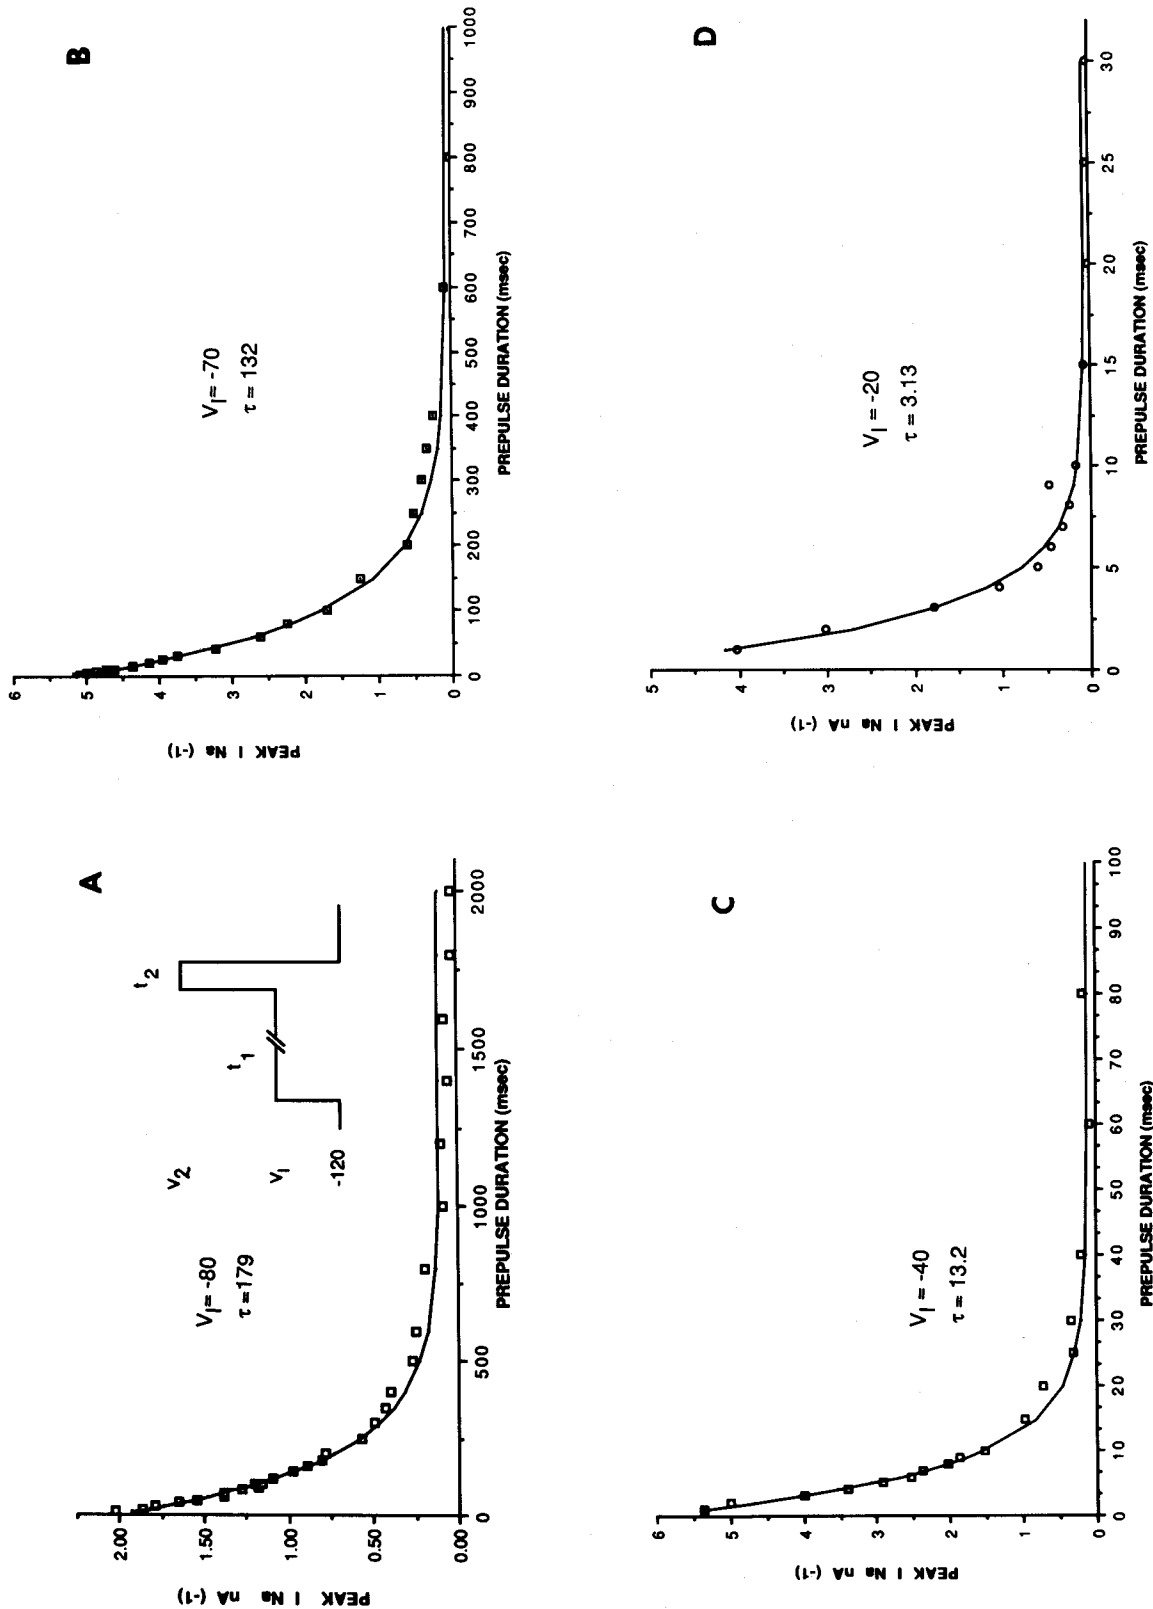 A
PEAK I Na nA (-1)
2.00
1.50
1.00
0.50
0.00
V₁= -80
τ = 179
V₂
V₁
-120
t₁
t₂
0 500 1000 1500 2000
PREPULSE DURATION (msec)
B
PEAK I Na (-1)
6
5
4
3
2
1
0
V₁= -70
τ = 132
0 100 200 300 400 500 600 700 800 900 1000
PREPULSE DURATION (msec)
C
PEAK I Na nA (-1)
6
5
4
3
2
1
0
V₁ = -40
τ = 13.2
0 10 20 30 40 50 60 70 80 90 100
PREPULSE DURATION (msec)
D
PEAK I Na nA (-1)
5
4
3
2
1
0
V₁ = -20
τ = 3.13
0 5 10 15 20 25 30
PREPULSE DURATION (msec)